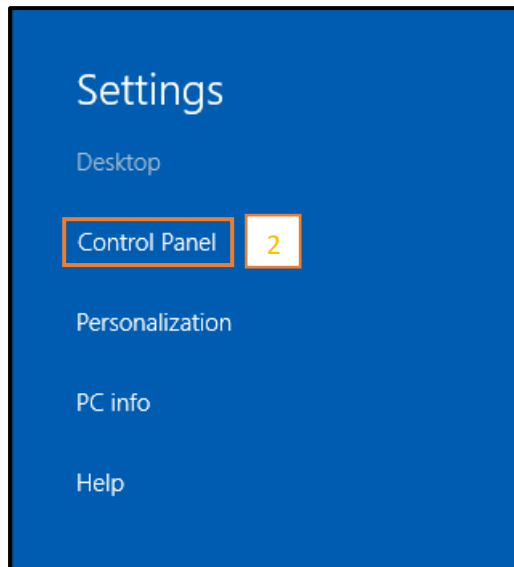 Settings
Desktop
Control Panel 2
Personalization
PC info
Help